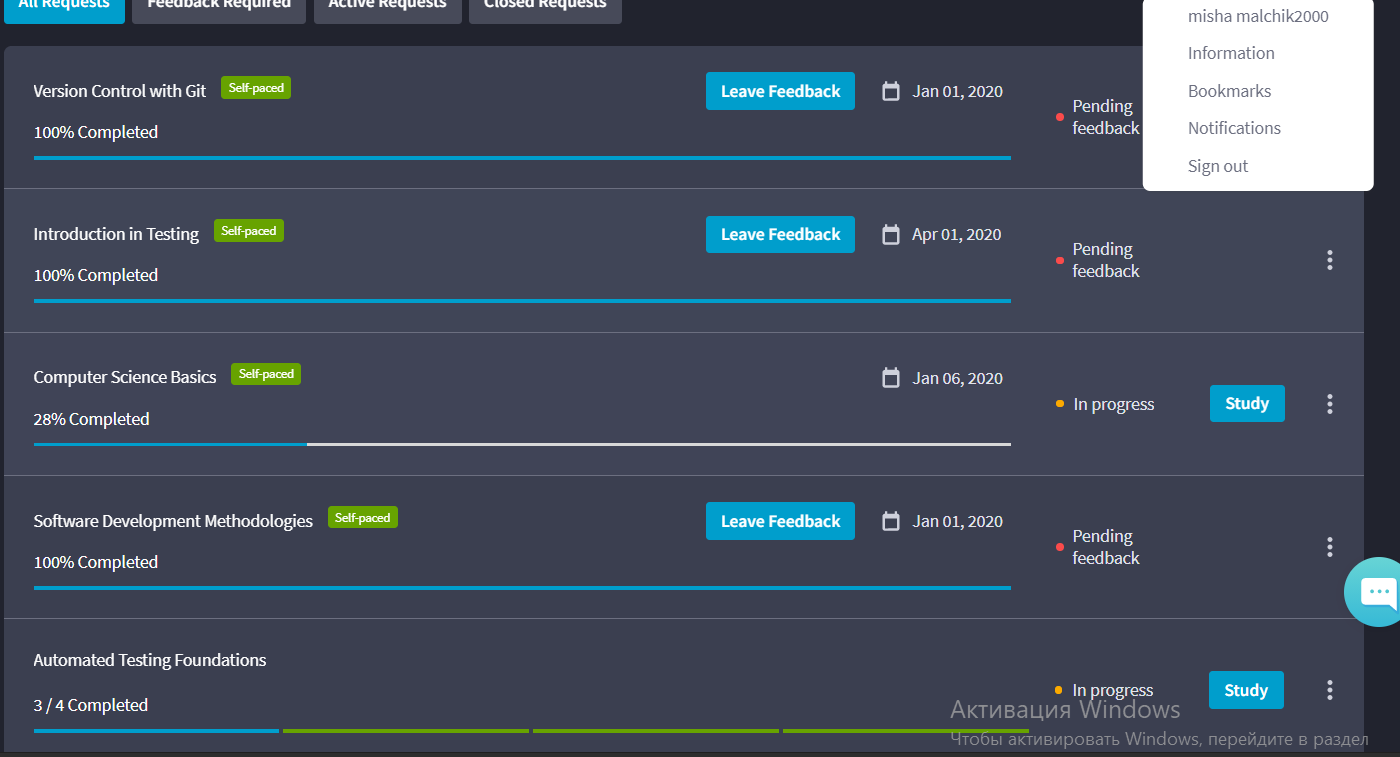 All Requests
Feedback Required
Active Requests
Closed Requests
misha malchik2000
Information
Bookmarks
Notifications
Sign out
Version Control with Git
Self-paced
Leave Feedback
Jan 01, 2020
Pending
feedback
100% Completed
Introduction in Testing
Self-paced
Leave Feedback
Apr 01, 2020
Pending
feedback
100% Completed
Computer Science Basics
Self-paced
Jan 06, 2020
In progress
Study
28% Completed
Software Development Methodologies
Self-paced
Leave Feedback
Jan 01, 2020
Pending
feedback
100% Completed
Automated Testing Foundations
In progress
Study
3 / 4 Completed
Активация Windows
Чтобы активировать Windows, перейдите в раздел